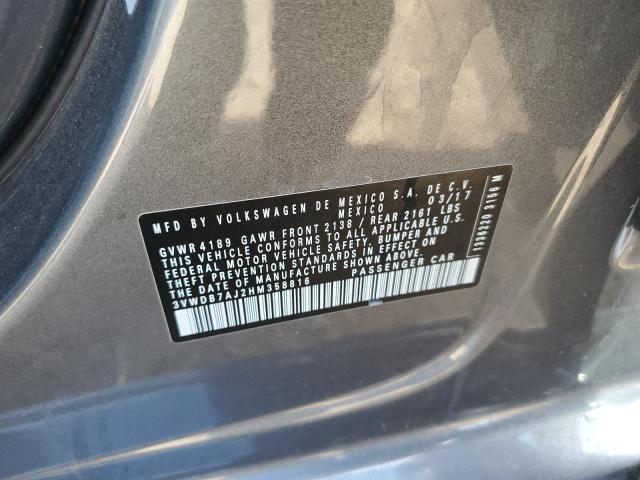 MFD BY VOLKSWAGEN DE MEXICO S.A. DE C.V.
MEXICO 03/17
GVWR 4189 GAWR FRONT 2138 / REAR 2161 LBS
THIS VEHICLE CONFORMS TO ALL APPLICABLE U.S.
FEDERAL MOTOR VEHICLE SAFETY, BUMPER AND
THEFT PREVENTION STANDARDS IN EFFECT ON
THE DATE OF MANUFACTURE SHOWN ABOVE.
3VWDB7AJ2HM358816 PASSENGER CAR